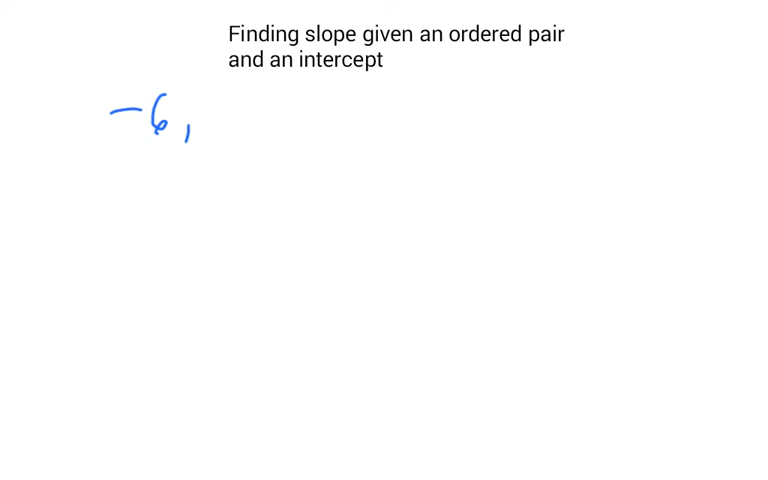 Finding slope given an ordered pair
and an intercept
-6,